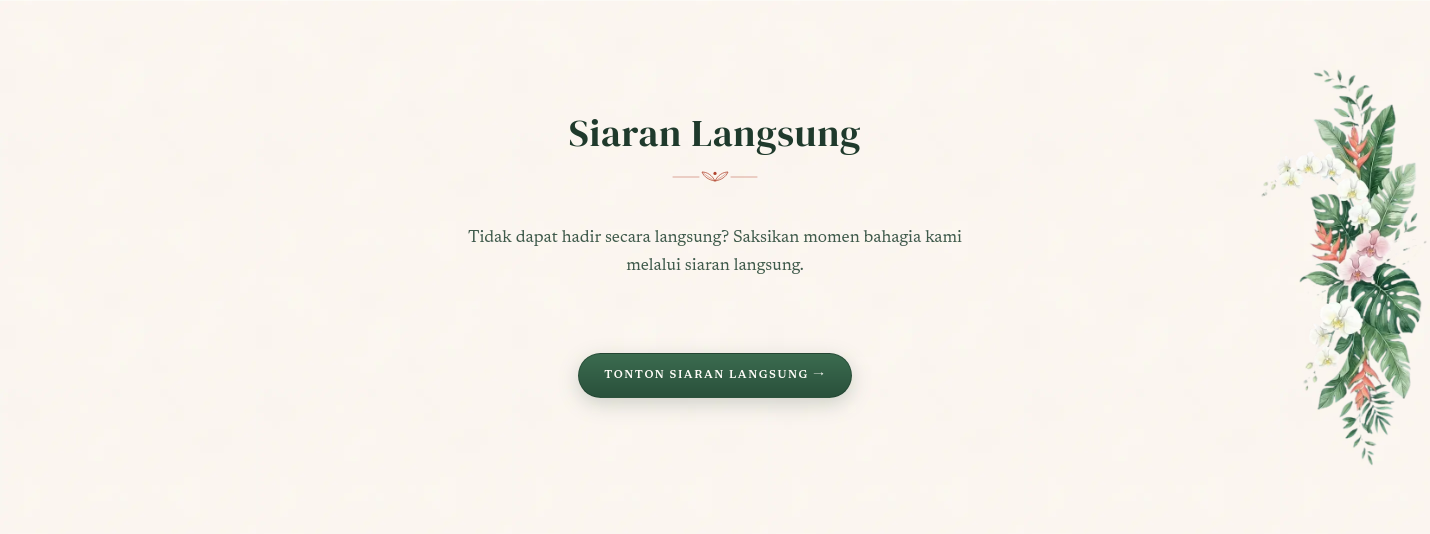 Siaran Langsung
Tidak dapat hadir secara langsung? Saksikan momen bahagia kami
melalui siaran langsung.
TONTON SIARAN LANGSUNG →